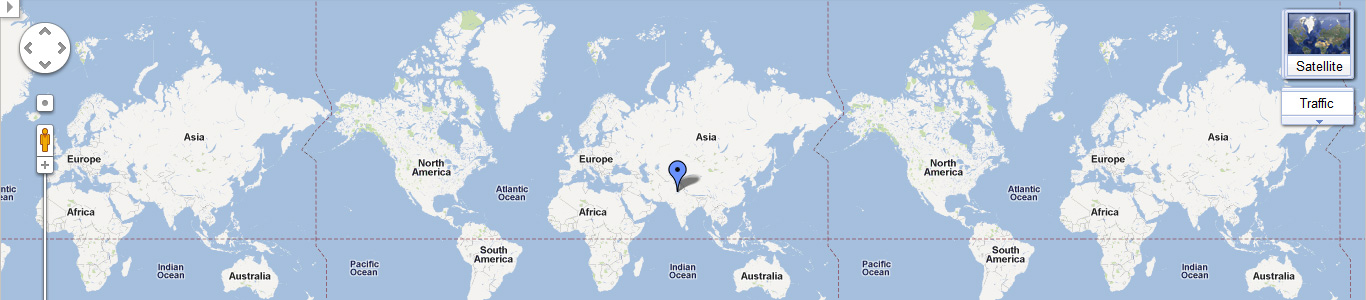 Satellite
Traffic
Asia
Asia
Asia
Europe
Europe
Europe
North
America
North
America
Atlantic
Ocean
Atlantic
Ocean
ntic
ean
Africa
Africa
Africa
South
America
South
America
Indian
Ocean
Pacific
Ocean
Indian
Ocean
Pacific
Ocean
Indian
Ocean
Australia
Australia
Australia